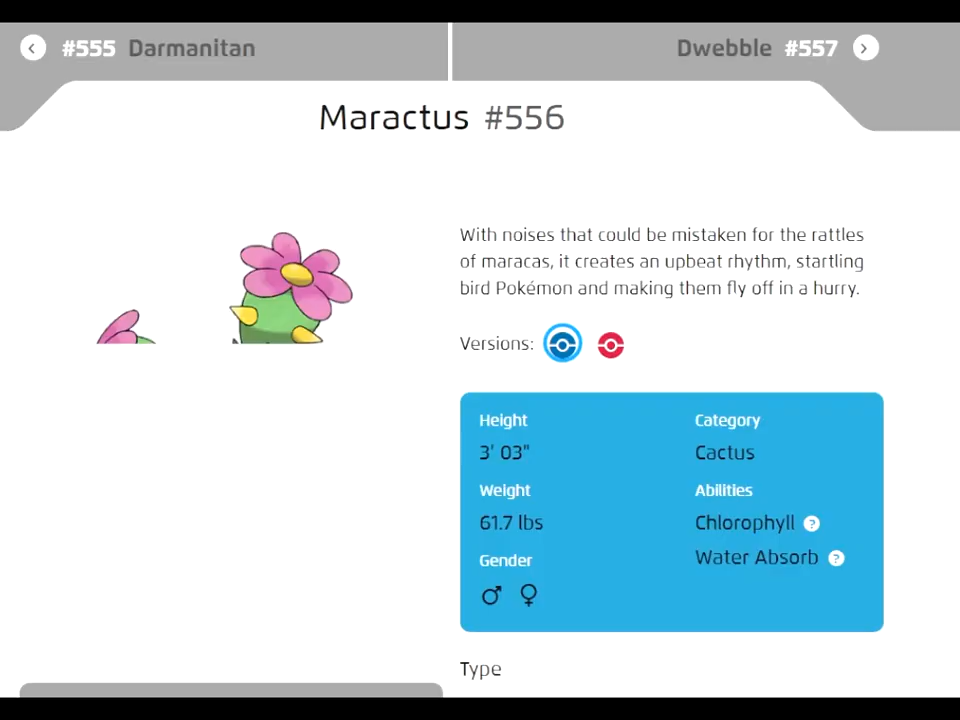 #555 Darmanitan
Dwebble #557
Maractus #556
With noises that could be mistaken for the rattles
of maracas, it creates an upbeat rhythm, startling
bird Pokémon and making them fly off in a hurry.
Versions:
Height
3' 03"
Weight
61.7 lbs
Gender
♂ ♀
Category
Cactus
Abilities
Chlorophyll ?
Water Absorb ?
Type